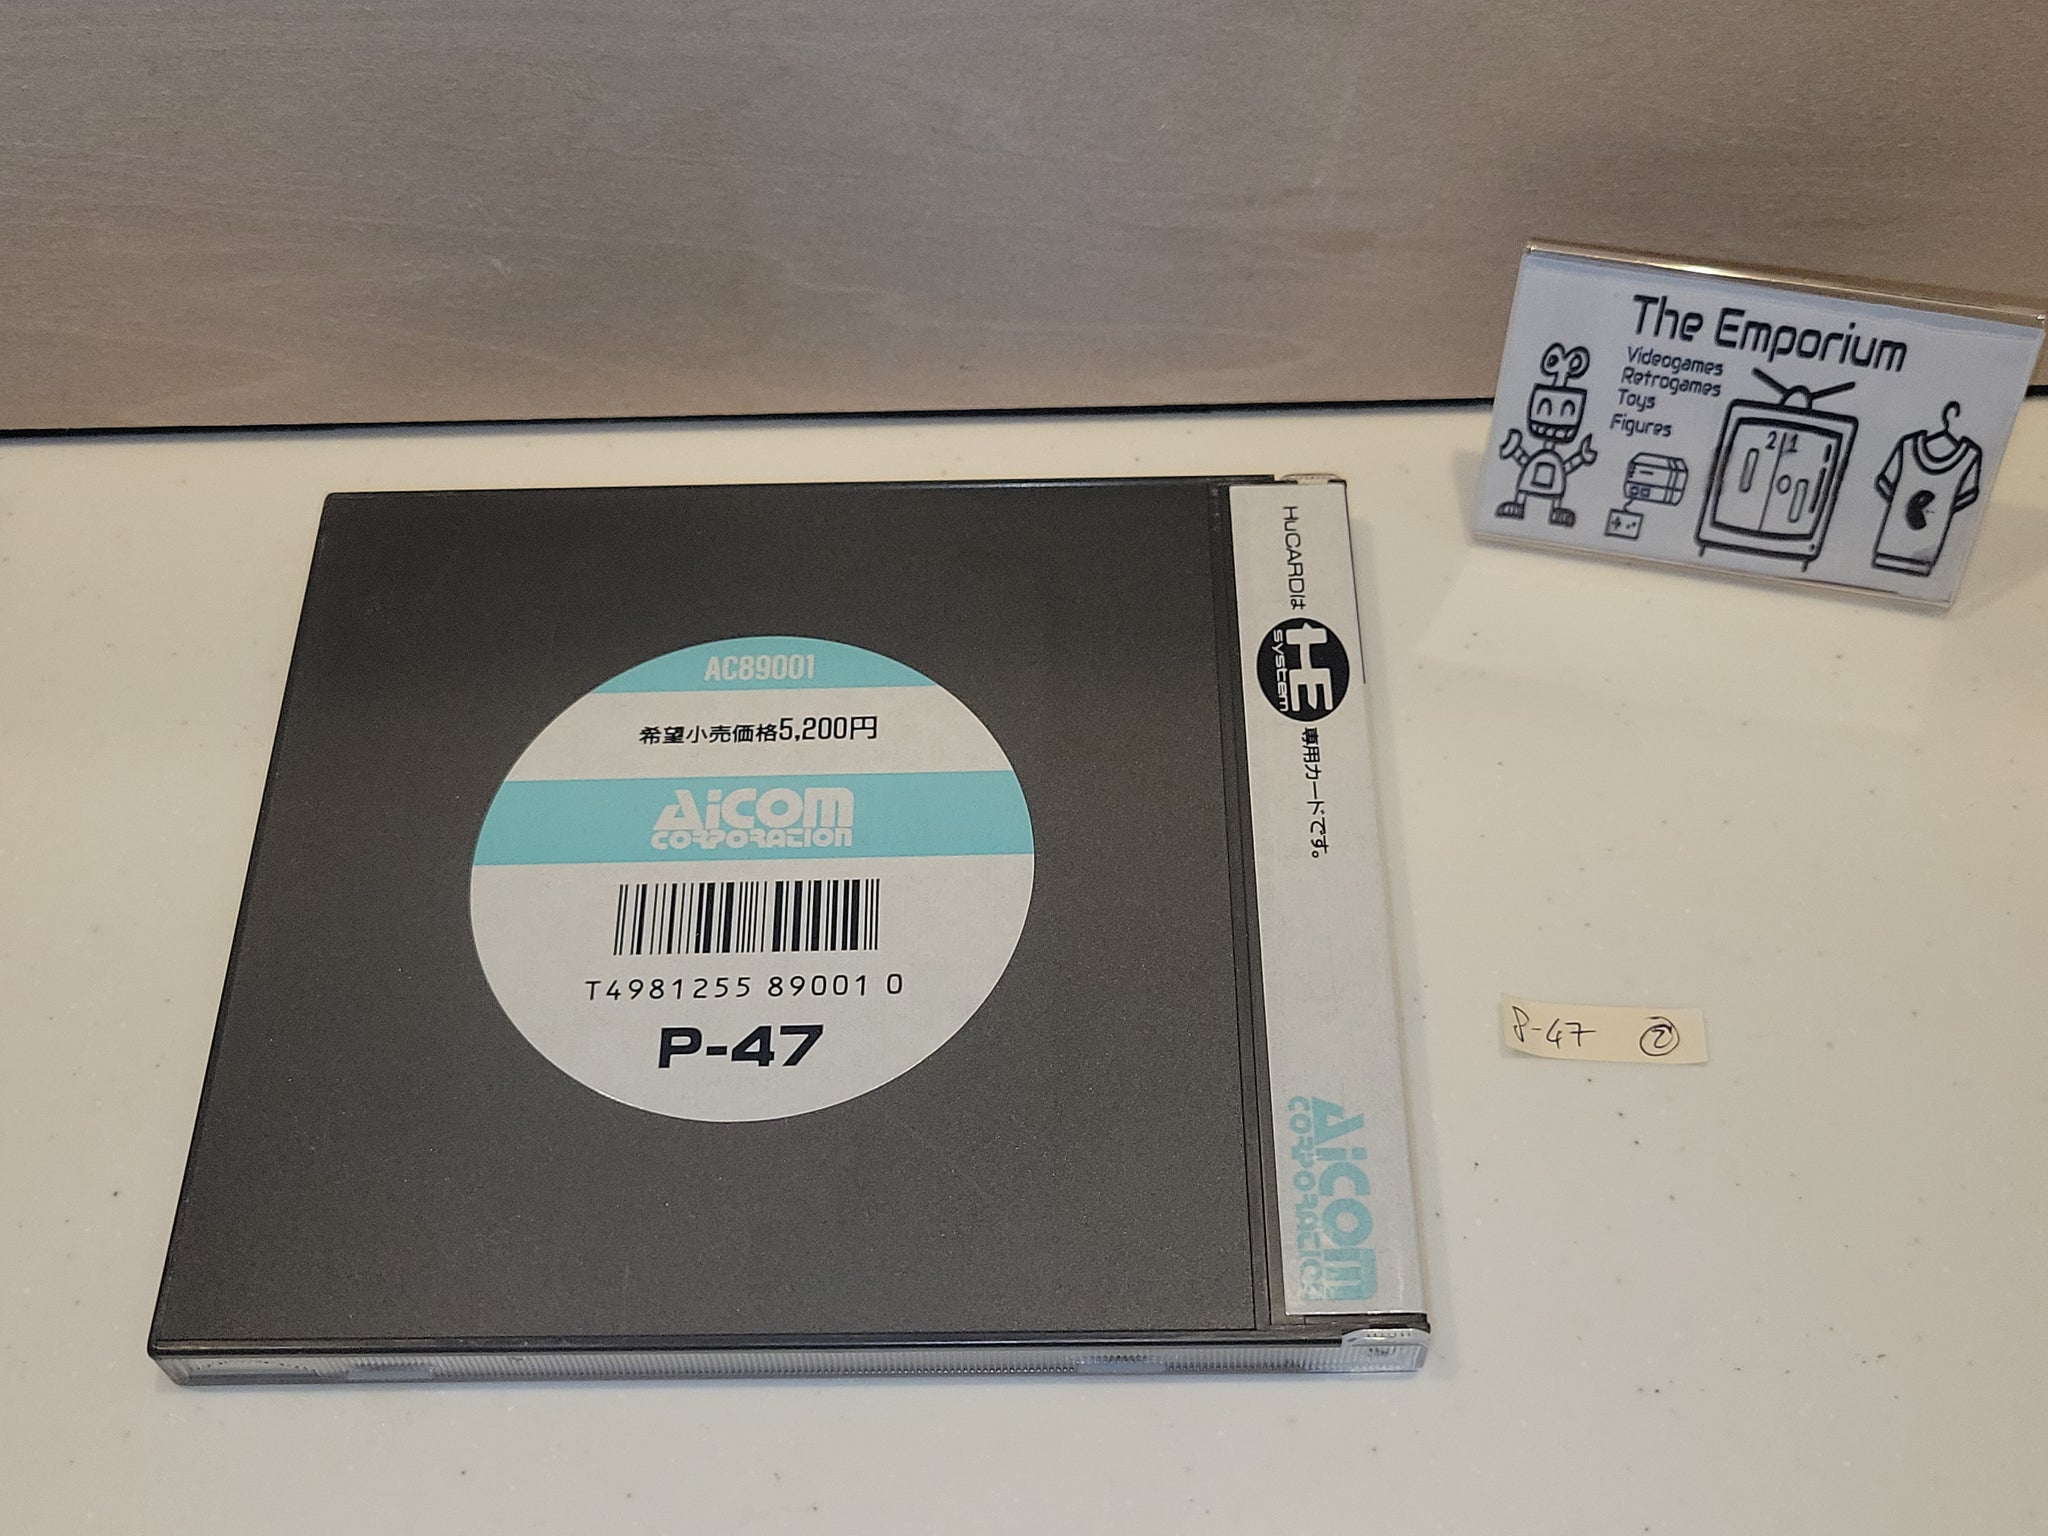 AC89001
希望小売価格5,200円
AiCOM
CORPORATION
T4981255 89001 0
P-47
HuCARDは
HE
SYSTEM
専用カードです。
AiCOM
CORPORATION
The Emporium
Videogames
Retrogames
Toys
Figures
2 1
P-47 ②